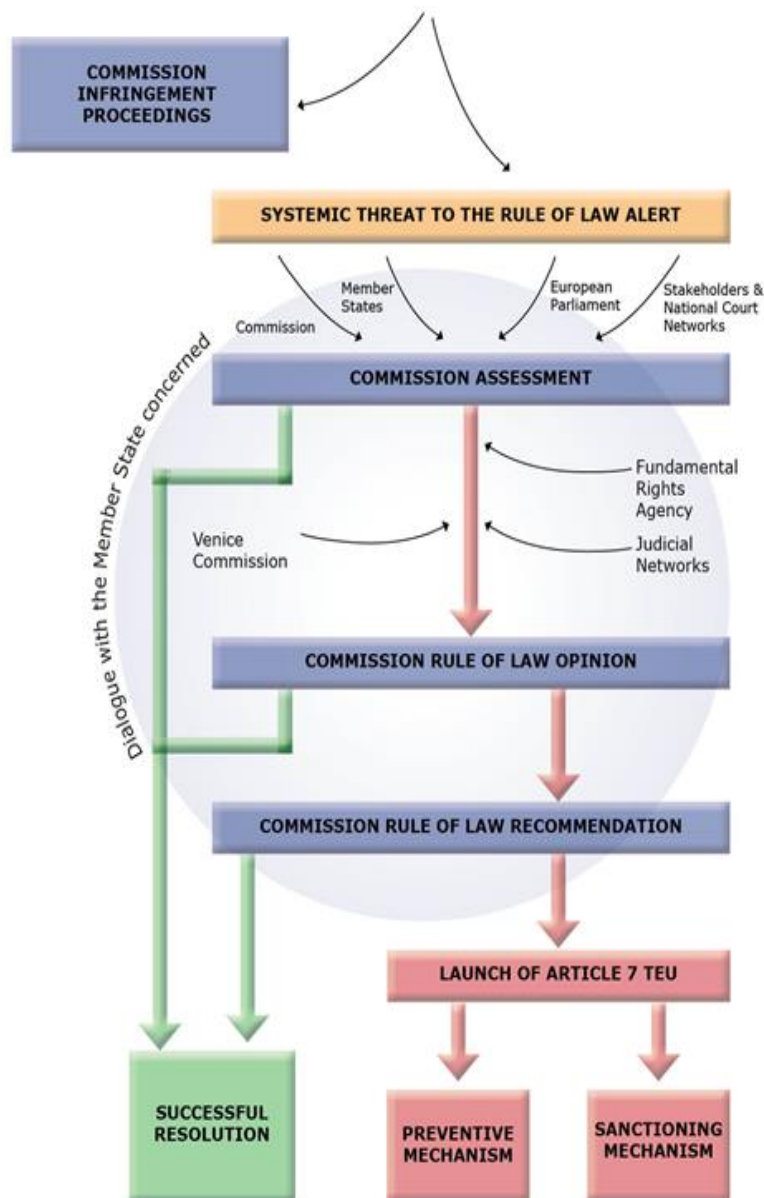 COMMISSION
INFRINGEMENT
PROCEEDINGS
SYSTEMIC THREAT TO THE RULE OF LAW ALERT
Commission
Member
States
European
Parliament
Stakeholders &
National Court
Networks
Dialogue with the Member State concerned
COMMISSION ASSESSMENT
Fundamental
Rights
Agency
Venice
Commission
Judicial
Networks
COMMISSION RULE OF LAW OPINION
COMMISSION RULE OF LAW RECOMMENDATION
LAUNCH OF ARTICLE 7 TEU
SUCCESSFUL
RESOLUTION
PREVENTIVE
MECHANISM
SANCTIONING
MECHANISM